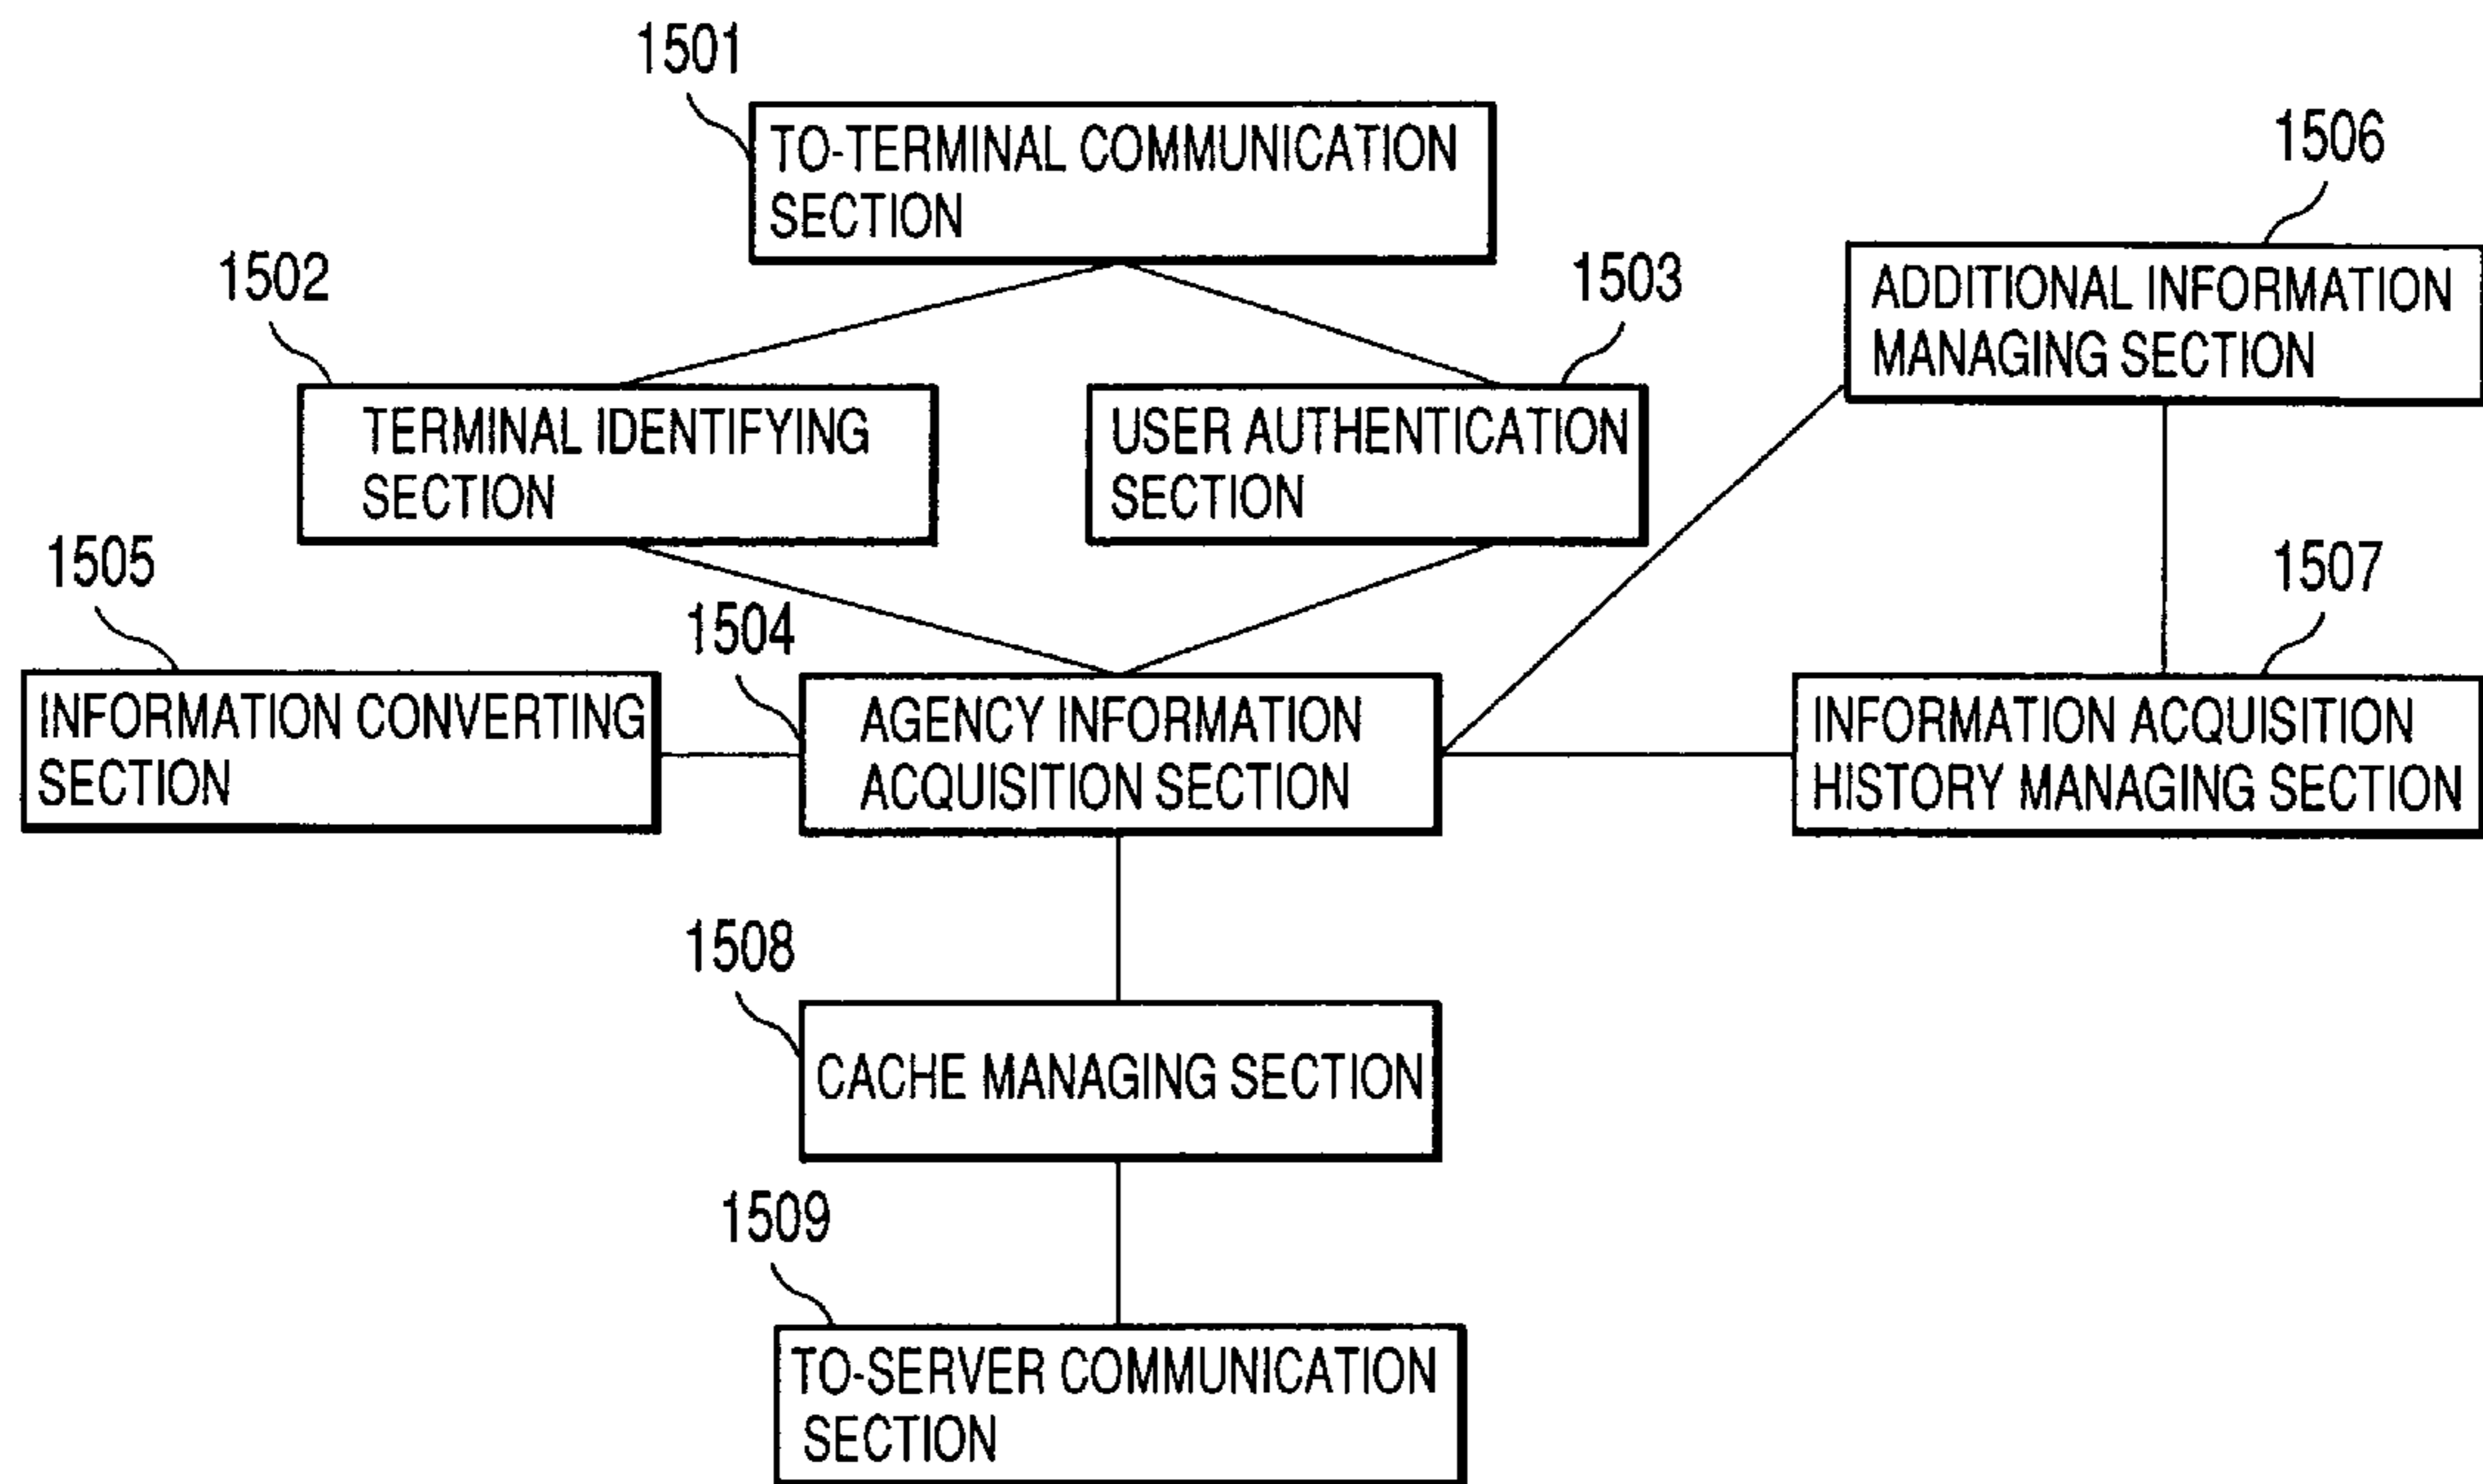 1501
TO-TERMINAL COMMUNICATION
SECTION
1506
ADDITIONAL INFORMATION
MANAGING SECTION
1502
TERMINAL IDENTIFYING
SECTION
1503
USER AUTHENTICATION
SECTION
1505
INFORMATION CONVERTING
SECTION
1504
AGENCY INFORMATION
ACQUISITION SECTION
1507
INFORMATION ACQUISITION
HISTORY MANAGING SECTION
1508
CACHE MANAGING SECTION
1509
TO-SERVER COMMUNICATION
SECTION